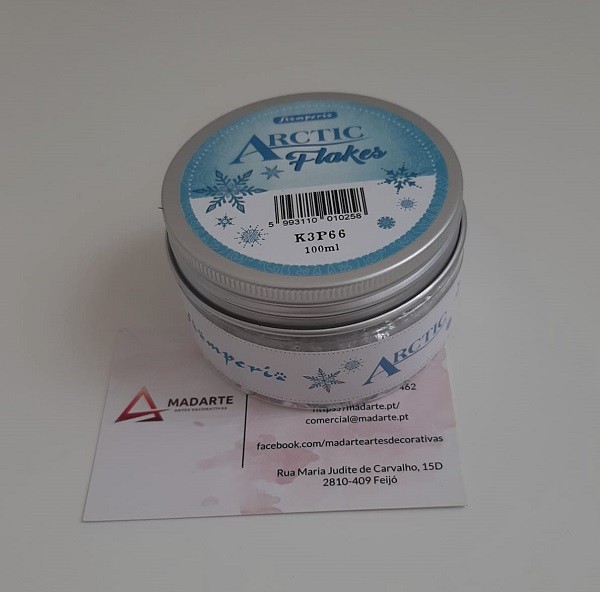 Stamperia
ARCTIC
Flakes
5 993110 010258
K3P66
100ml
Stamperia
ARCTIC
MADARTE
ARTES DECORATIVAS
462
https://madarte.pt/
comercial@madarte.pt
facebook.com/madarteartesdecorativas
Rua Maria Judite de Carvalho, 15D
2810-409 Feijó